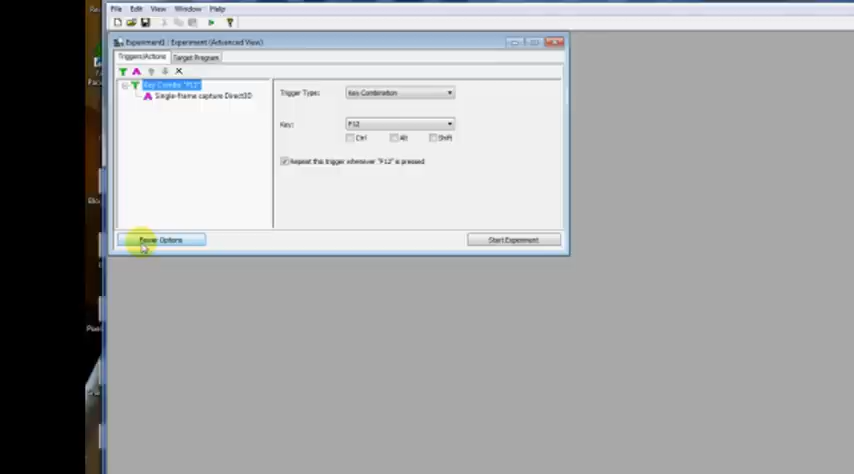 File Edit View Window Help
Experiment1 : Experiment (Advanced View)
Triggers/Actions Target Program
Key Combo "F12"
Single-frame capture Direct3D
Trigger Type: Key Combination
Key: F12
Ctrl Alt Shift
Repeat this trigger whenever "F12" is pressed
Fewer Options
Start Experiment